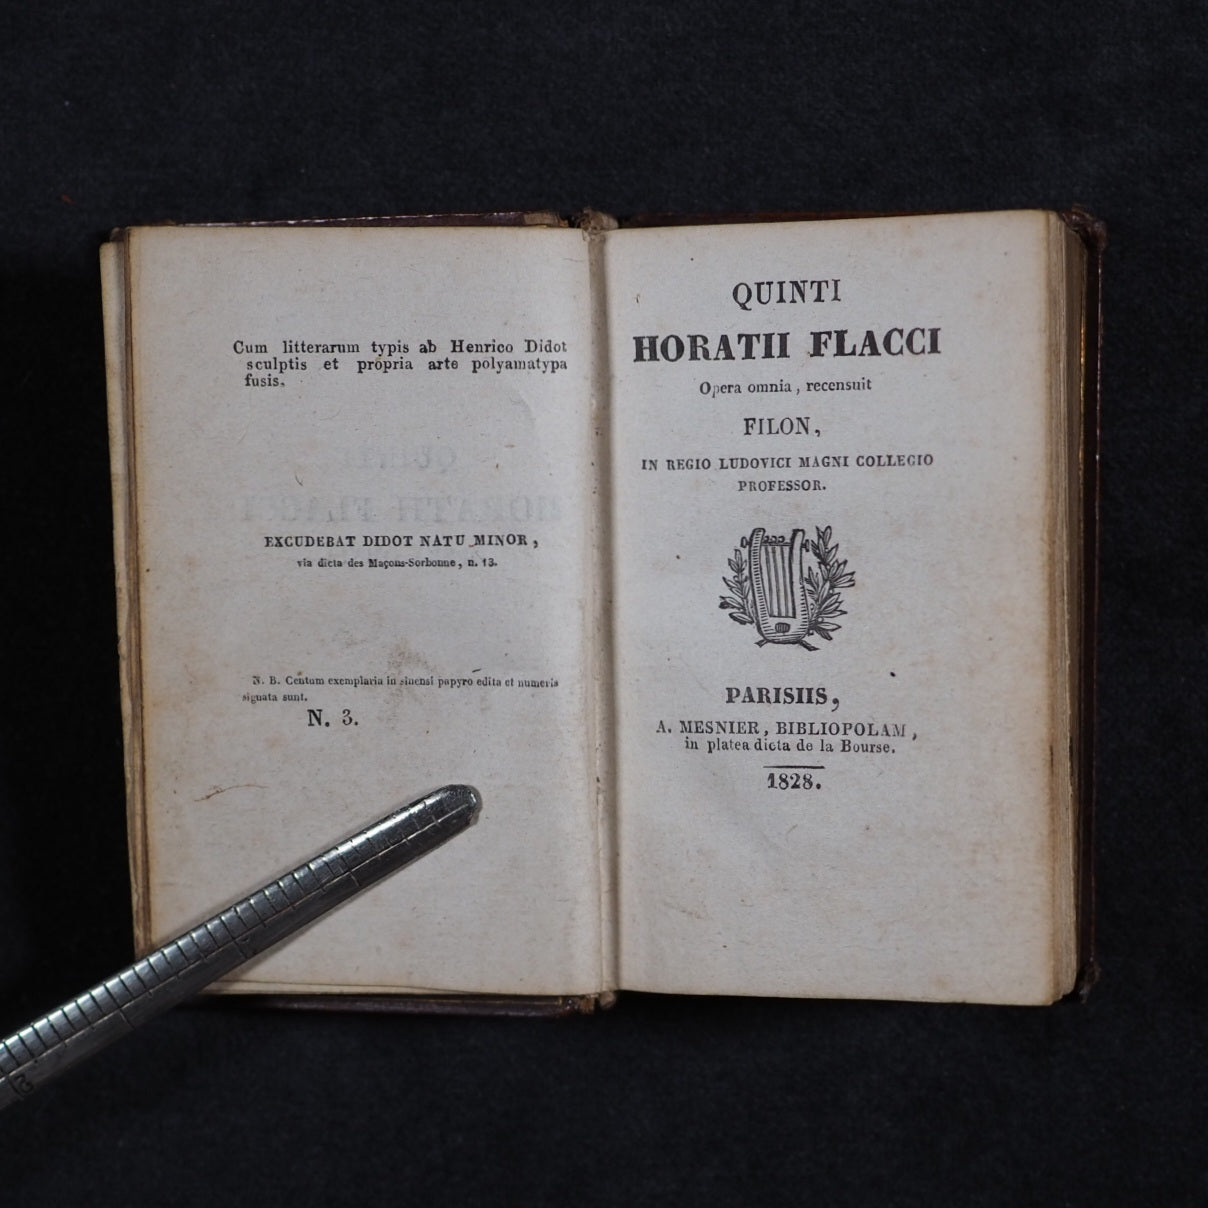 Cum litterarum typis ab Henrico Didot
sculptis et propria arte polyamatypa
fusis.
EXCUDEBAT DIDOT NATU MINOR,
via dicta des Maçons-Sorbonne, n. 13.
N. B. Centum exemplaria in sinensi papyro edita et numeris
signata sunt.
N. 3.
QUINTI
HORATII FLACCI
Opera omnia, recensuit
FILON,
IN REGIO LUDOVICI MAGNI COLLEGIO
PROFESSOR.
PARISIIS,
A. MESNIER, BIBLIOPOLAM,
in platea dicta de la Bourse.
1828.